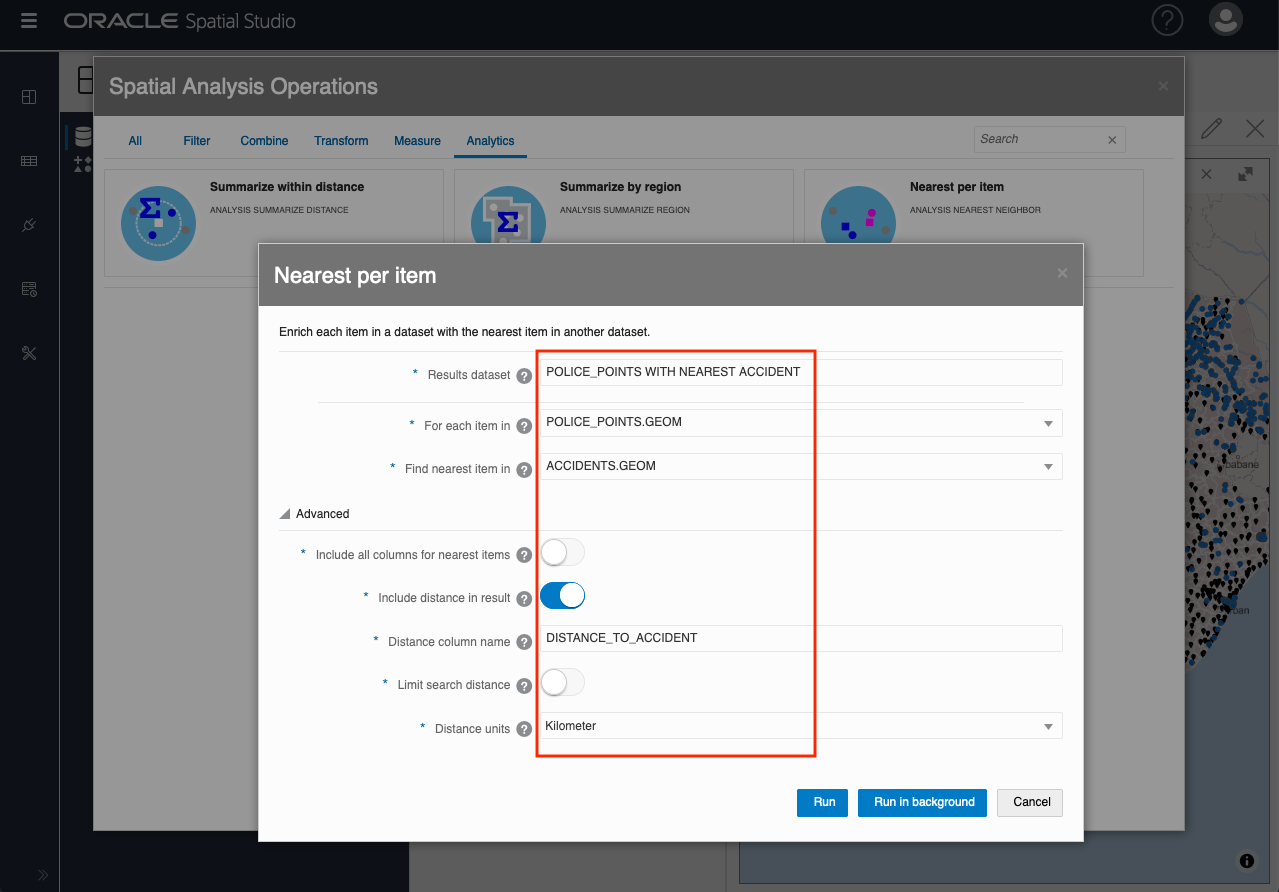 ORACLE Spatial Studio
?
Spatial Analysis Operations
All Filter Combine Transform Measure Analytics
Search
Summarize within distance
ANALYSIS SUMMARIZE DISTANCE
Summarize by region
ANALYSIS SUMMARIZE REGION
Nearest per item
ANALYSIS NEAREST NEIGHBOR
Nearest per item
Enrich each item in a dataset with the nearest item in another dataset.
* Results dataset ? POLICE_POINTS WITH NEAREST ACCIDENT
* For each item in ? POLICE_POINTS.GEOM
* Find nearest item in ? ACCIDENTS.GEOM
Advanced
* Include all columns for nearest items ?
* Include distance in result ?
* Distance column name ? DISTANCE_TO_ACCIDENT
* Limit search distance ?
* Distance units ? Kilometer
Run Run in background Cancel